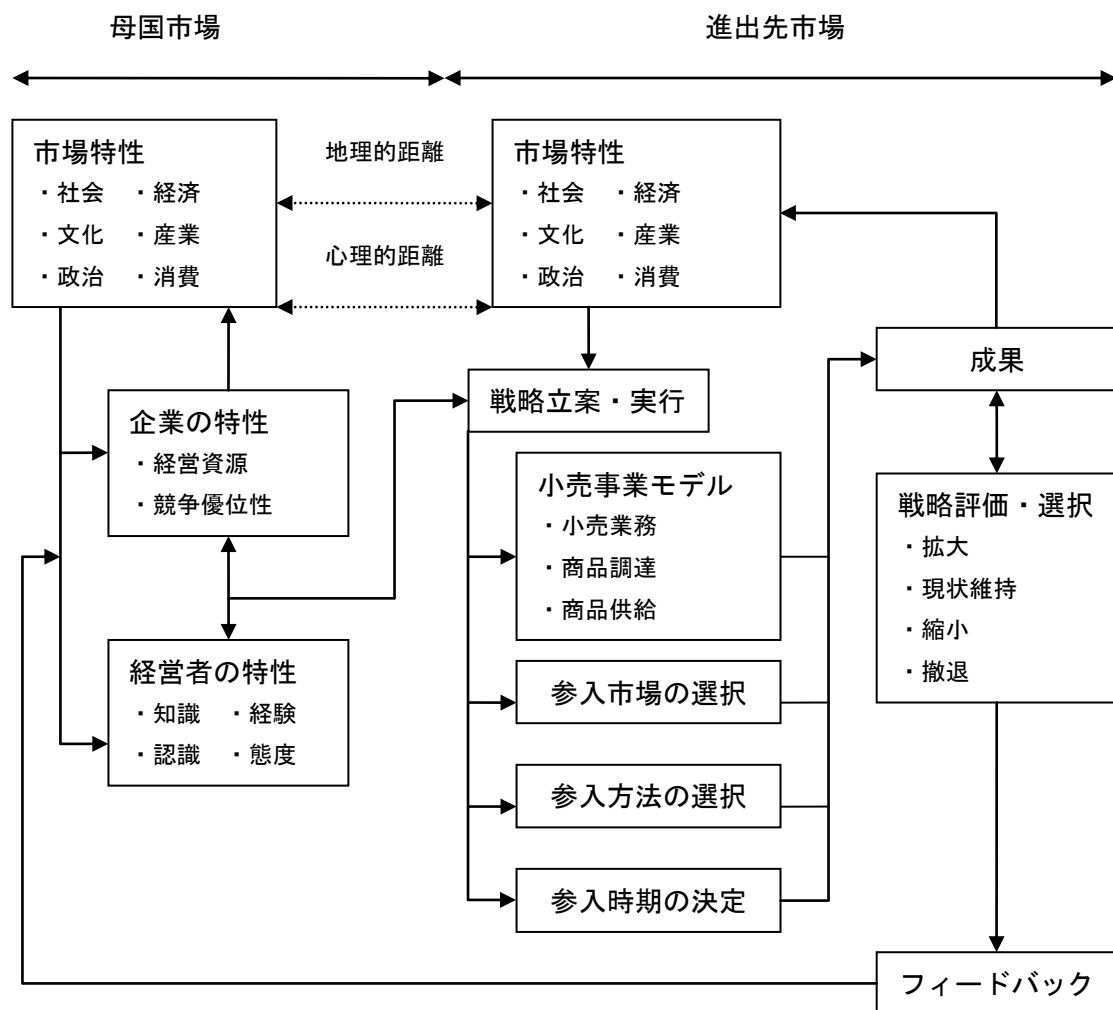 母国市場
進出先市場
市場特性
・社会 ・経済
・文化 ・産業
・政治 ・消費
地理的距離
心理的距離
市場特性
・社会 ・経済
・文化 ・産業
・政治 ・消費
企業の特性
・経営資源
・競争優位性
経営者の特性
・知識 ・経験
・認識 ・態度
戦略立案・実行
小売事業モデル
・小売業務
・商品調達
・商品供給
参入市場の選択
参入方法の選択
参入時期の決定
成果
戦略評価・選択
・拡大
・現状維持
・縮小
・撤退
フィードバック